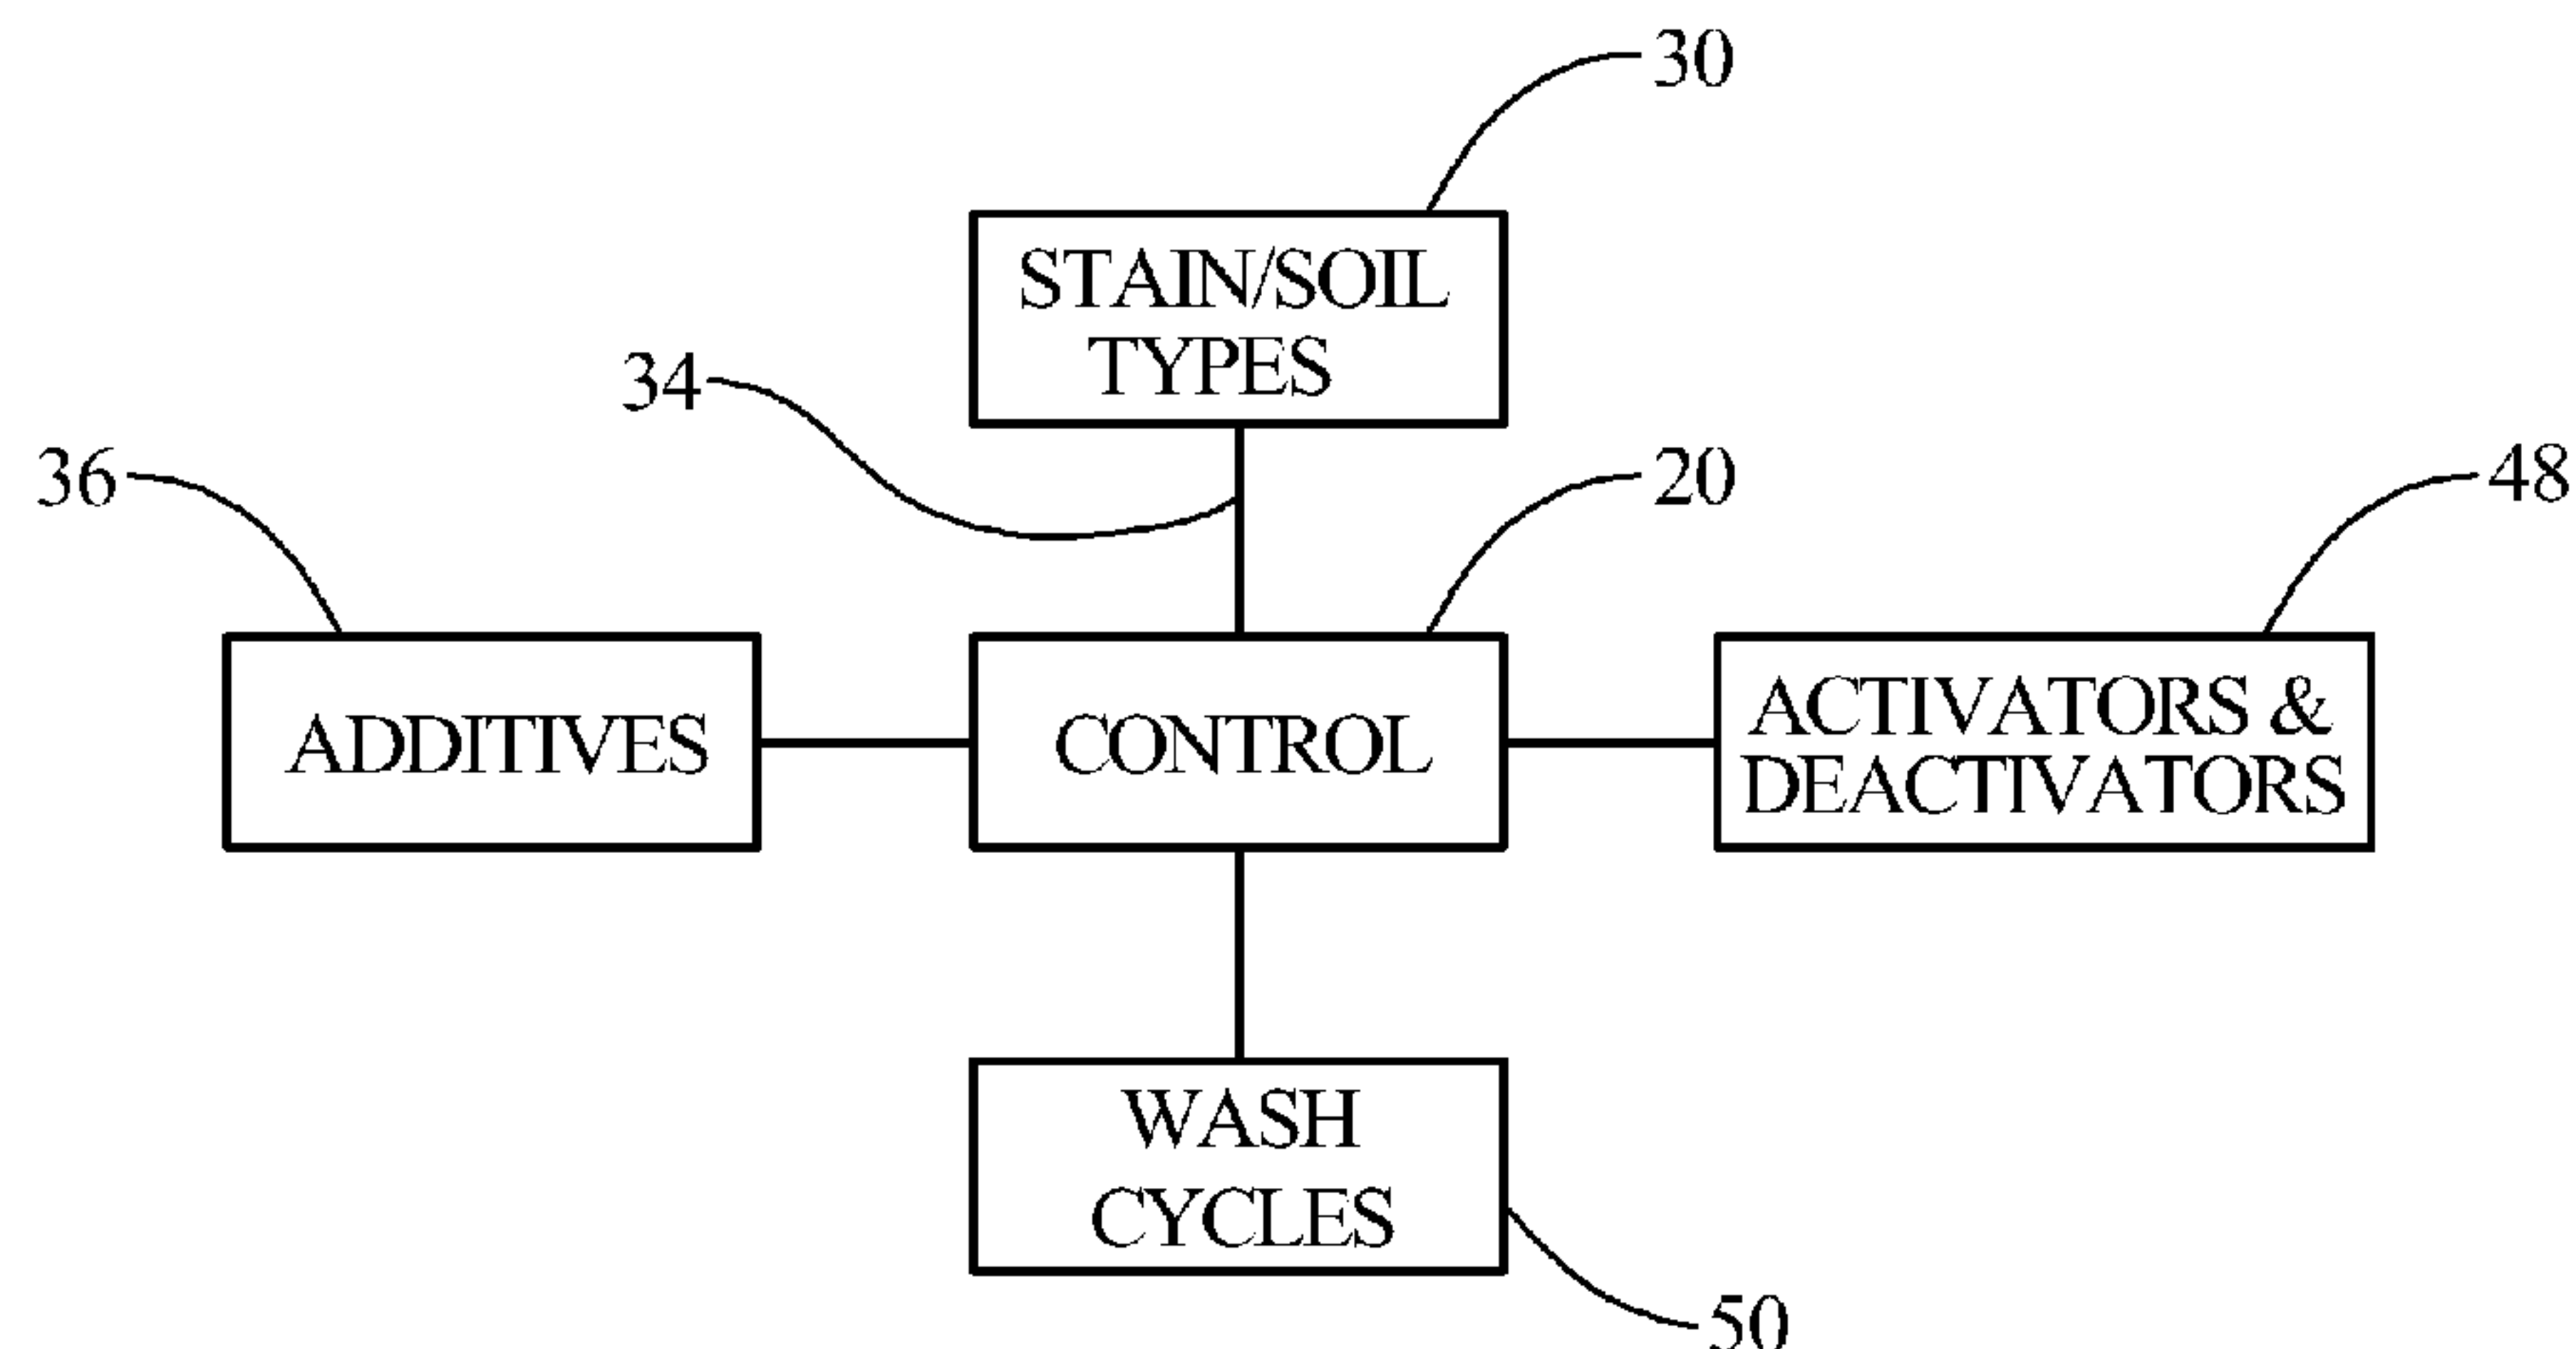 30
STAIN/SOIL
TYPES
34
36
20
48
ADDITIVES
CONTROL
ACTIVATORS &
DEACTIVATORS
WASH
CYCLES
50